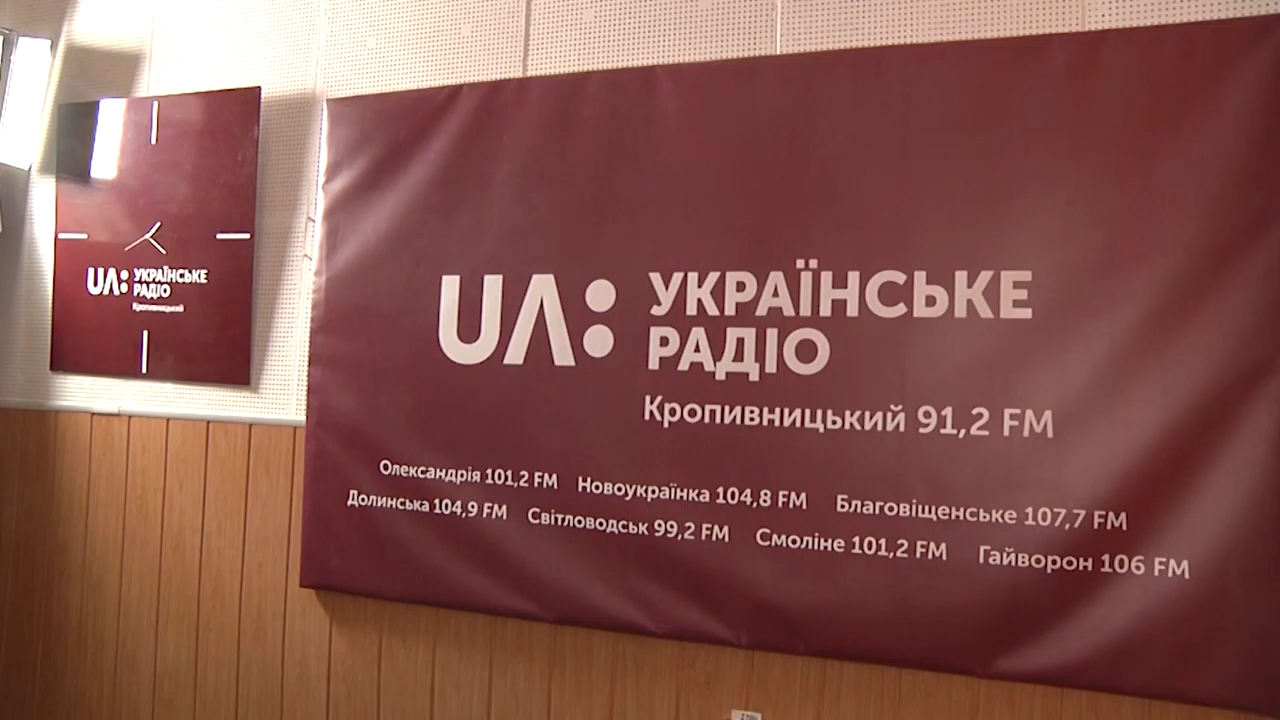 UA: УКРАЇНСЬКЕ
РАДІО
Кропивницький
UA: УКРАЇНСЬКЕ
РАДІО
Кропивницький 91,2 FM
Олександрія 101,2 FM Новоукраїнка 104,8 FM Благовіщенське 107,7 FM
Долинська 104,9 FM Світловодськ 99,2 FM Смоліне 101,2 FM Гайворон 106 FM